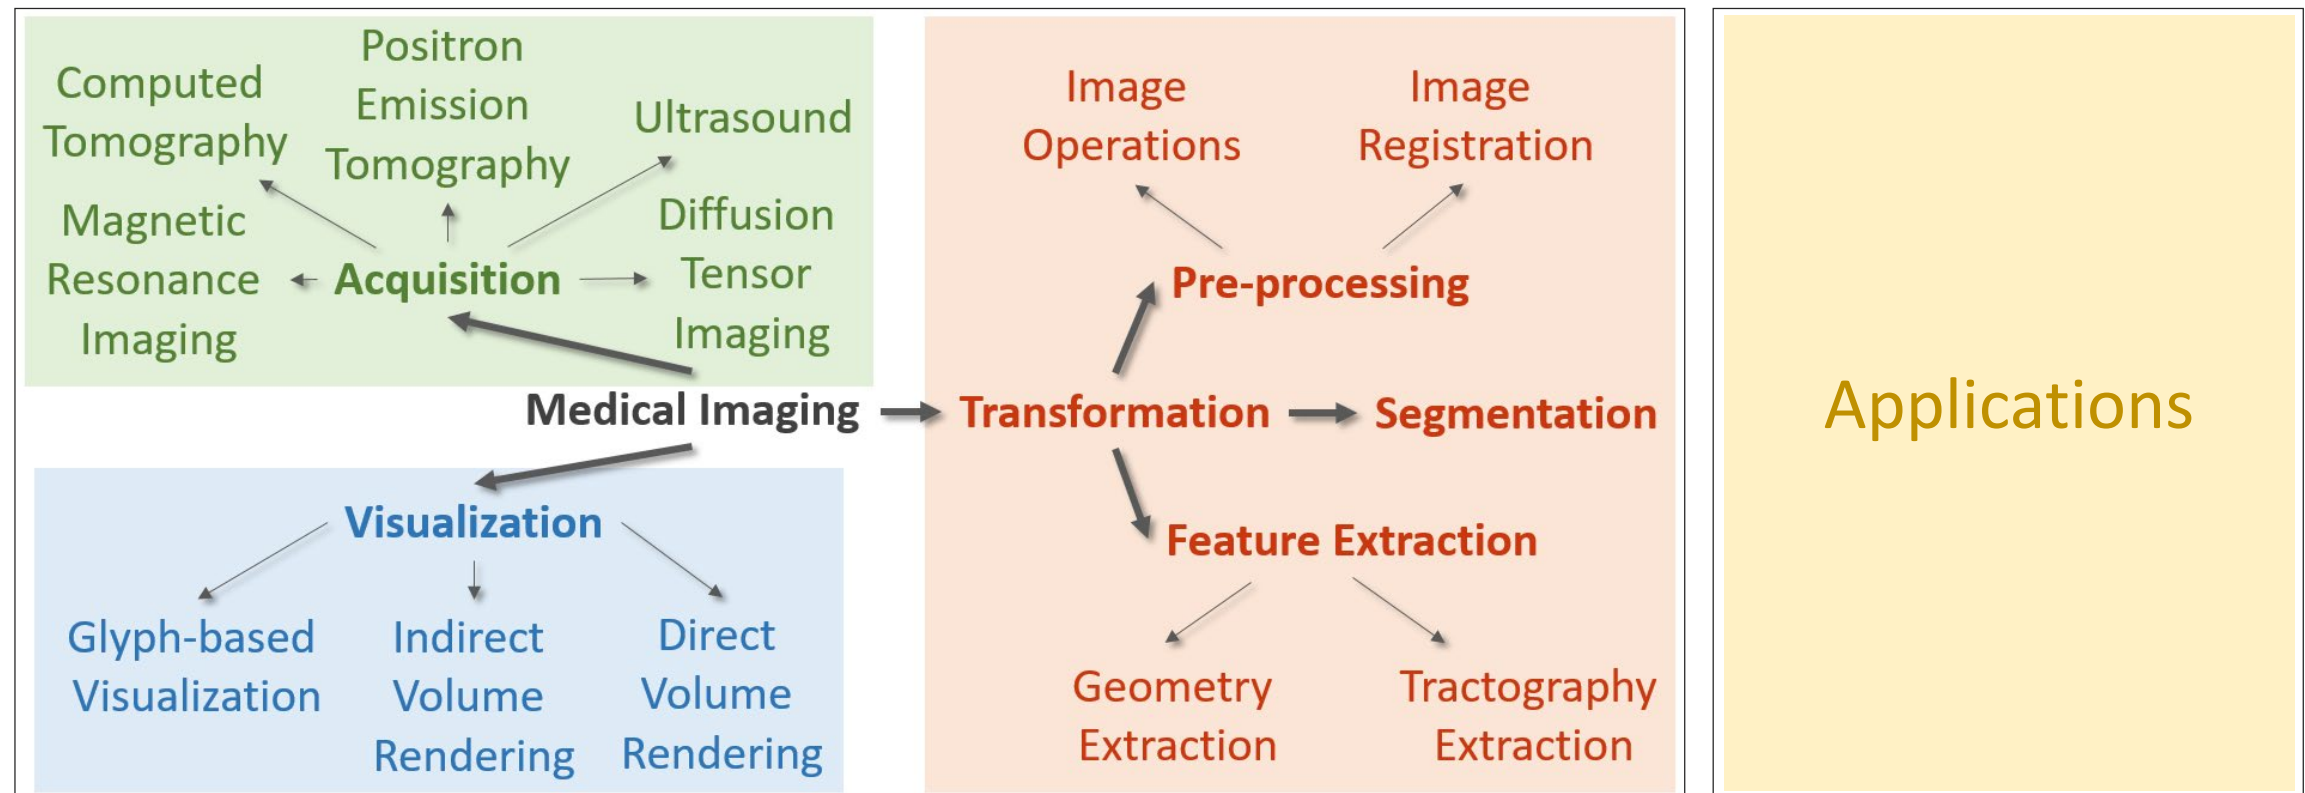 Computed
Tomography
Positron
Emission
Tomography
Ultrasound
Magnetic
Resonance
Imaging
Acquisition
Diffusion
Tensor
Imaging
Medical Imaging
Visualization
Glyph-based
Visualization
Indirect
Volume
Rendering
Direct
Volume
Rendering
Image
Operations
Image
Registration
Pre-processing
Transformation
Segmentation
Feature Extraction
Geometry
Extraction
Tractography
Extraction
Applications